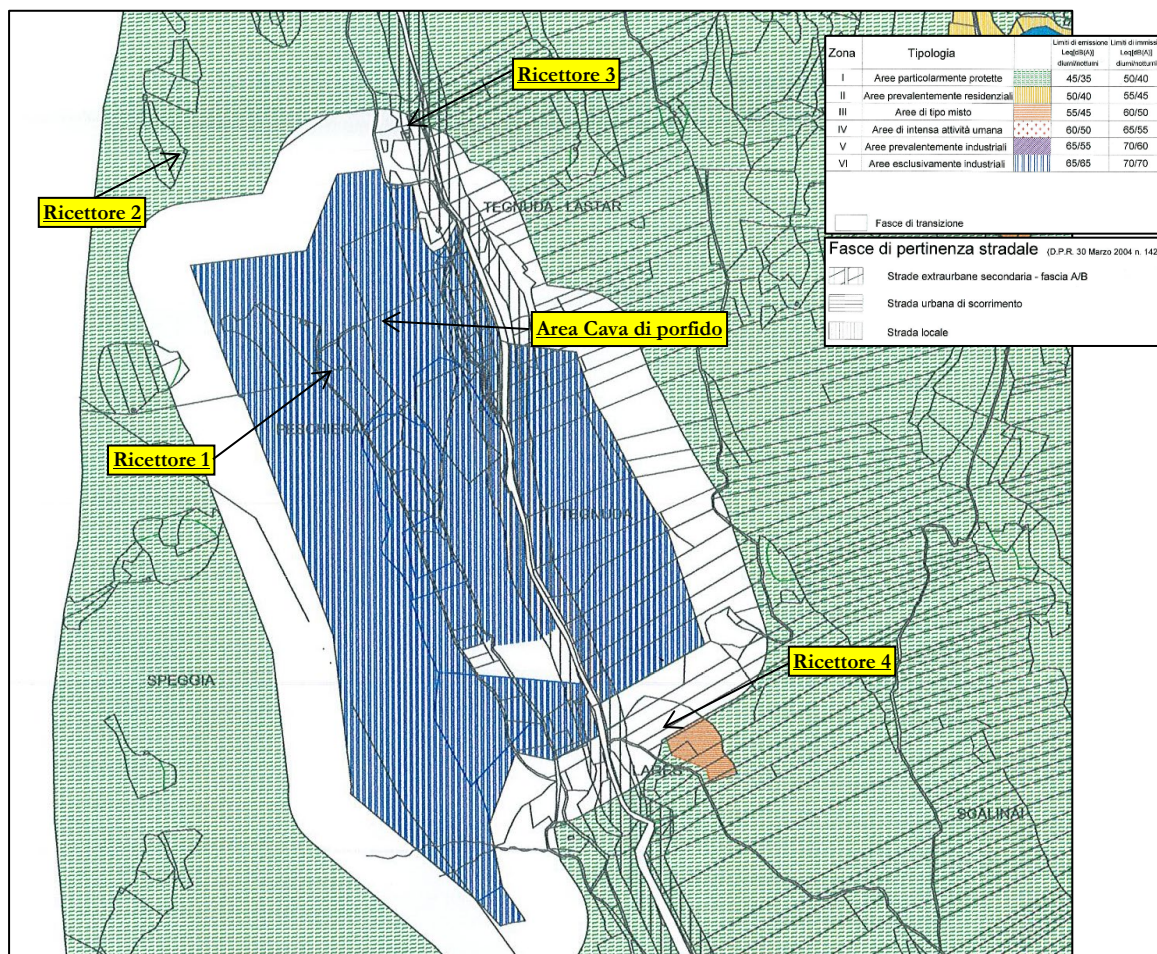 Ricettore 3
Ricettore 2
TEGNUDA - LASTAR
Area Cava di porfido
PESCHIERA
Ricettore 1
TEGNUDA
Ricettore 4
SPEGGIA
LARES
SGALINAI
Zona Tipologia Limiti di emissione Leq[dB(A)] diurni/notturni Limiti di immiss Leq[dB(A)] diurni/notturni
I Aree particolarmente protette 45/35 50/40
II Aree prevalentemente residenziali 50/40 55/45
III Aree di tipo misto 55/45 60/50
IV Aree di intensa attività umana 60/50 65/55
V Aree prevalentemente industriali 65/55 70/60
VI Aree esclusivamente industriali 65/65 70/70
Fasce di transizione
Fasce di pertinenza stradale (D.P.R. 30 Marzo 2004 n. 142
Strade extraurbane secondaria - fascia A/B
Strada urbana di scorrimento
Strada locale